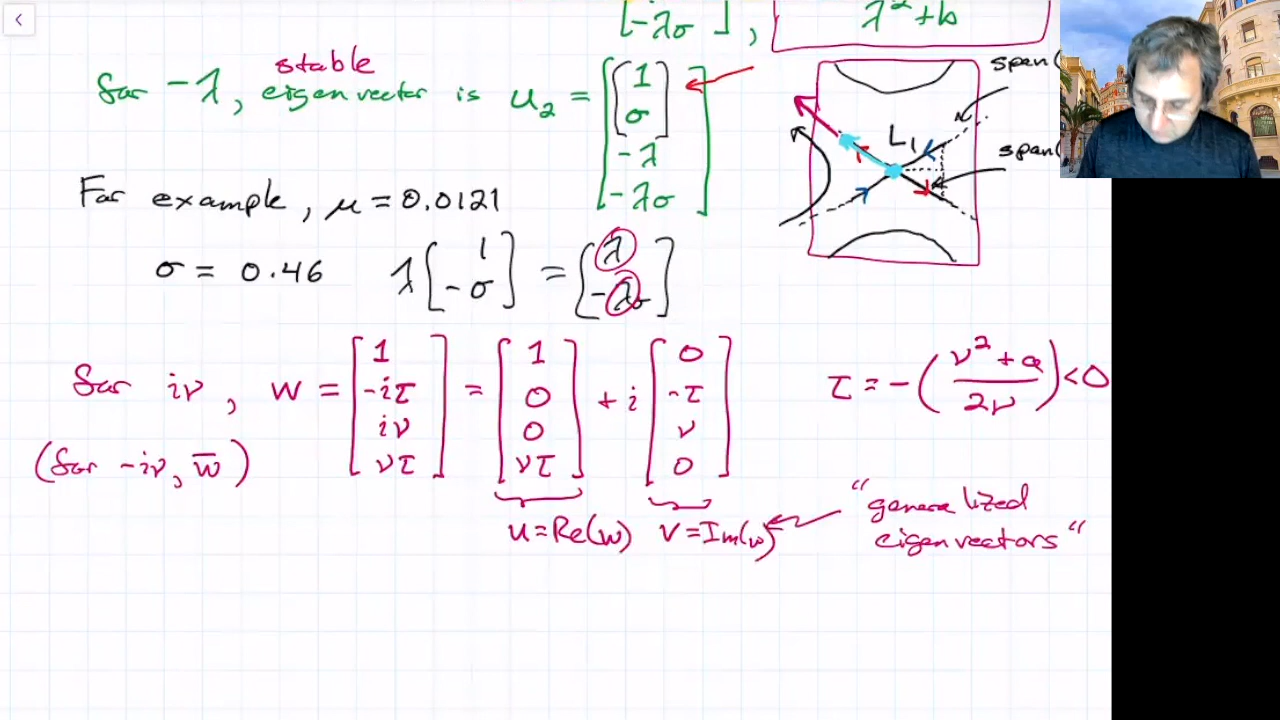 [-λσ],
λ² + b
for -λ, stable eigenvector is u₂ = [1 σ -λ -λσ]
span(
L₁
span(
For example, μ = 0.0121
σ = 0.46 λ[1 -σ] = [λ -λσ]
for iν, w = [1 -iτ iν ντ] = [1 0 0 ντ] + i [0 -τ ν 0]
τ = -(ν² + a / 2ν) < 0
(for -iν, w̅)
u = Re(w) v = Im(w)
"generalized
eigenvectors"